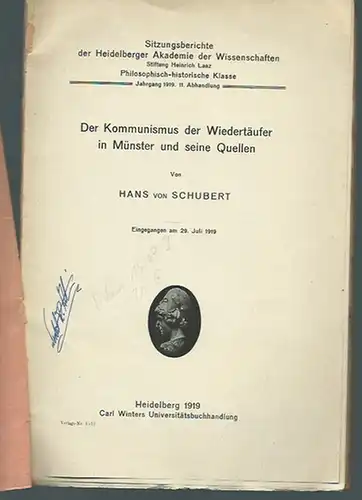 Sitzungsberichte
der Heidelberger Akademie der Wissenschaften
Stiftung Heinrich Lanz
Philosophisch-historische Klasse
Jahrgang 1919. 11. Abhandlung
Der Kommunismus der Wiedertäufer
in Münster und seine Quellen
Von
HANS VON SCHUBERT
Eingegangen am 29. Juli 1919
Heidelberg 1919
Carl Winters Universitätsbuchhandlung
Verlags-Nr.